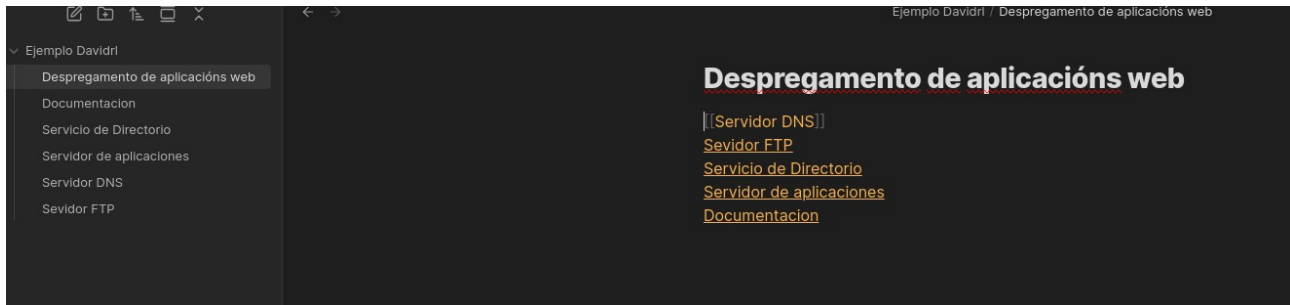 Ejemplo Davidrl / Despregamento de aplicacións web
Ejemplo Davidrl
Despregamento de aplicacións web
Documentacion
Servicio de Directorio
Servidor de aplicaciones
Servidor DNS
Sevidor FTP
Despregamento de aplicacións web
[[Servidor DNS]]
Sevidor FTP
Servicio de Directorio
Servidor de aplicaciones
Documentacion